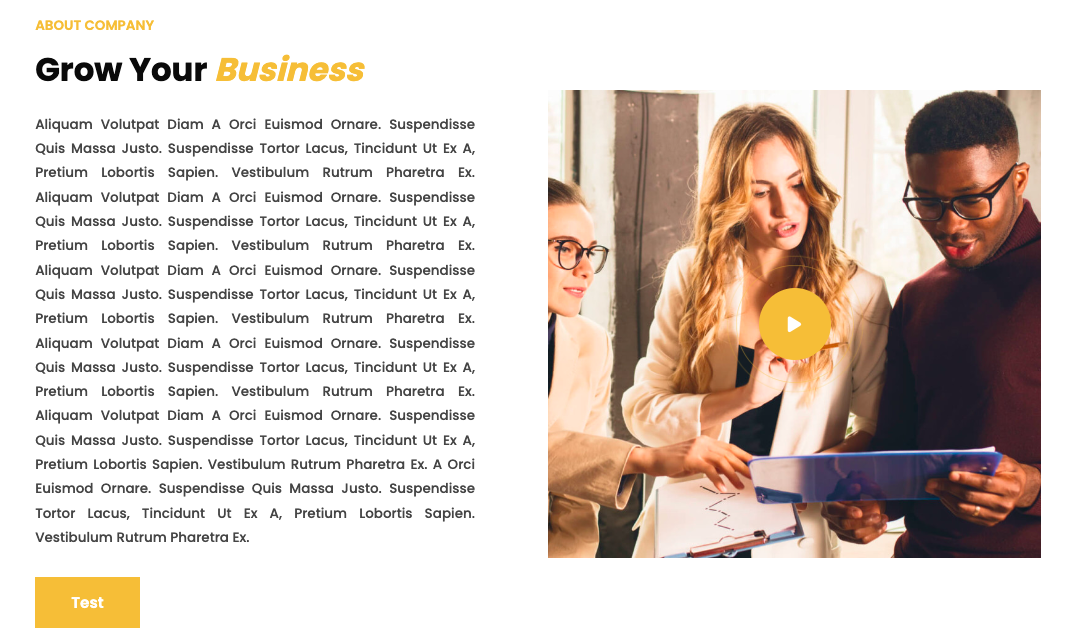 ABOUT COMPANY
Grow Your Business
Aliquam Volutpat Diam A Orci Euismod Ornare. Suspendisse
Quis Massa Justo. Suspendisse Tortor Lacus, Tincidunt Ut Ex A,
Pretium Lobortis Sapien. Vestibulum Rutrum Pharetra Ex.
Aliquam Volutpat Diam A Orci Euismod Ornare. Suspendisse
Quis Massa Justo. Suspendisse Tortor Lacus, Tincidunt Ut Ex A,
Pretium Lobortis Sapien. Vestibulum Rutrum Pharetra Ex.
Aliquam Volutpat Diam A Orci Euismod Ornare. Suspendisse
Quis Massa Justo. Suspendisse Tortor Lacus, Tincidunt Ut Ex A,
Pretium Lobortis Sapien. Vestibulum Rutrum Pharetra Ex.
Aliquam Volutpat Diam A Orci Euismod Ornare. Suspendisse
Quis Massa Justo. Suspendisse Tortor Lacus, Tincidunt Ut Ex A,
Pretium Lobortis Sapien. Vestibulum Rutrum Pharetra Ex.
Aliquam Volutpat Diam A Orci Euismod Ornare. Suspendisse
Quis Massa Justo. Suspendisse Tortor Lacus, Tincidunt Ut Ex A,
Pretium Lobortis Sapien. Vestibulum Rutrum Pharetra Ex. A Orci
Euismod Ornare. Suspendisse Quis Massa Justo. Suspendisse
Tortor Lacus, Tincidunt Ut Ex A, Pretium Lobortis Sapien.
Vestibulum Rutrum Pharetra Ex.
Test